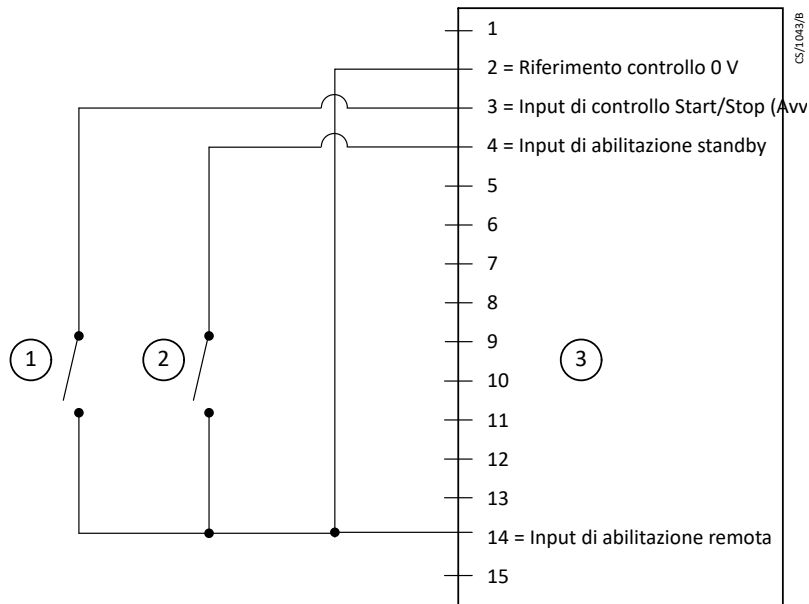 CS/1043/B
1
2 = Riferimento controllo 0 V
3 = Input di controllo Start/Stop (Avv
4 = Input di abilitazione standby
5
6
7
8
9
10
11
12
13
14 = Input di abilitazione remota
15
1
2
3